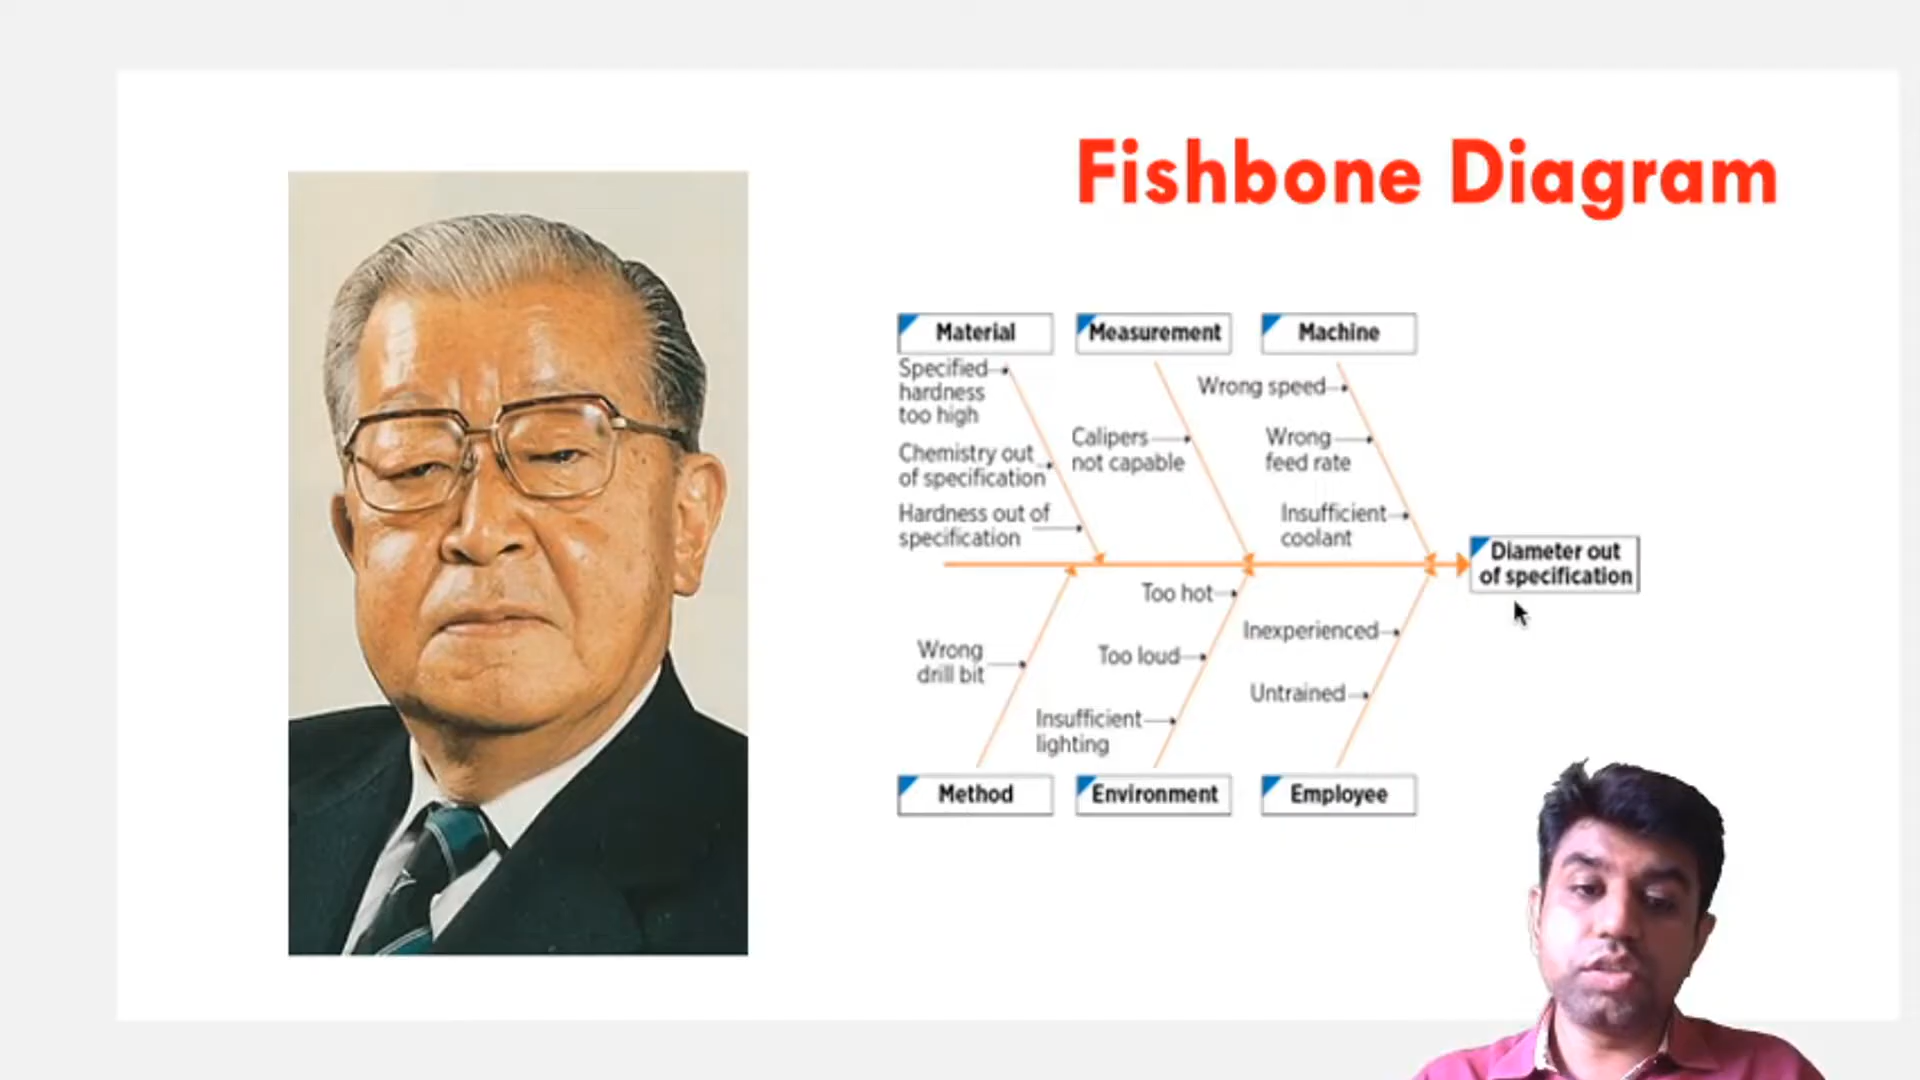 Fishbone Diagram
Material
Measurement
Machine
Specified
hardness
too high
Chemistry out
of specification
Hardness out of
specification
Calipers
not capable
Wrong speed
Wrong
feed rate
Insufficient
coolant
Diameter out
of specification
Wrong
drill bit
Too hot
Too loud
Insufficient
lighting
Inexperienced
Untrained
Method
Environment
Employee